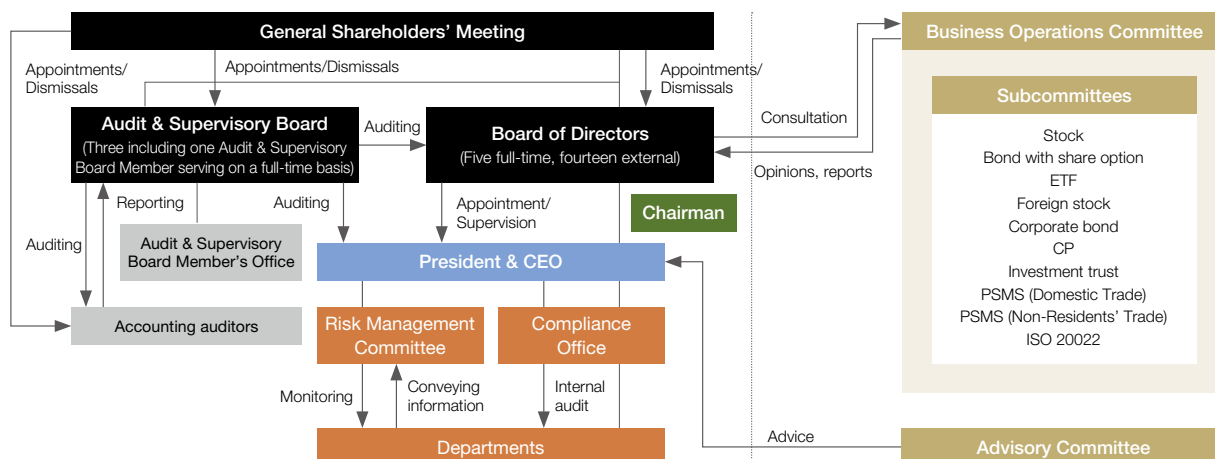 General Shareholders’ Meeting
Business Operations Committee
Appointments/
Dismissals
Appointments/Dismissals
Appointments/
Dismissals
Subcommittees
Audit & Supervisory Board
(Three including one Audit & Supervisory
Board Member serving on a full-time basis)
Auditing
Board of Directors
(Five full-time, fourteen external)
Consultation
Opinions, reports
Stock
Bond with share option
ETF
Foreign stock
Corporate bond
CP
Investment trust
PSMS (Domestic Trade)
PSMS (Non-Residents’ Trade)
ISO 20022
Reporting
Auditing
Auditing
Appointment/
Supervision
Chairman
Audit & Supervisory
Board Member’s Office
President & CEO
Accounting auditors
Risk Management
Committee
Compliance
Office
Monitoring
Conveying
information
Internal
audit
Departments
Advice
Advisory Committee